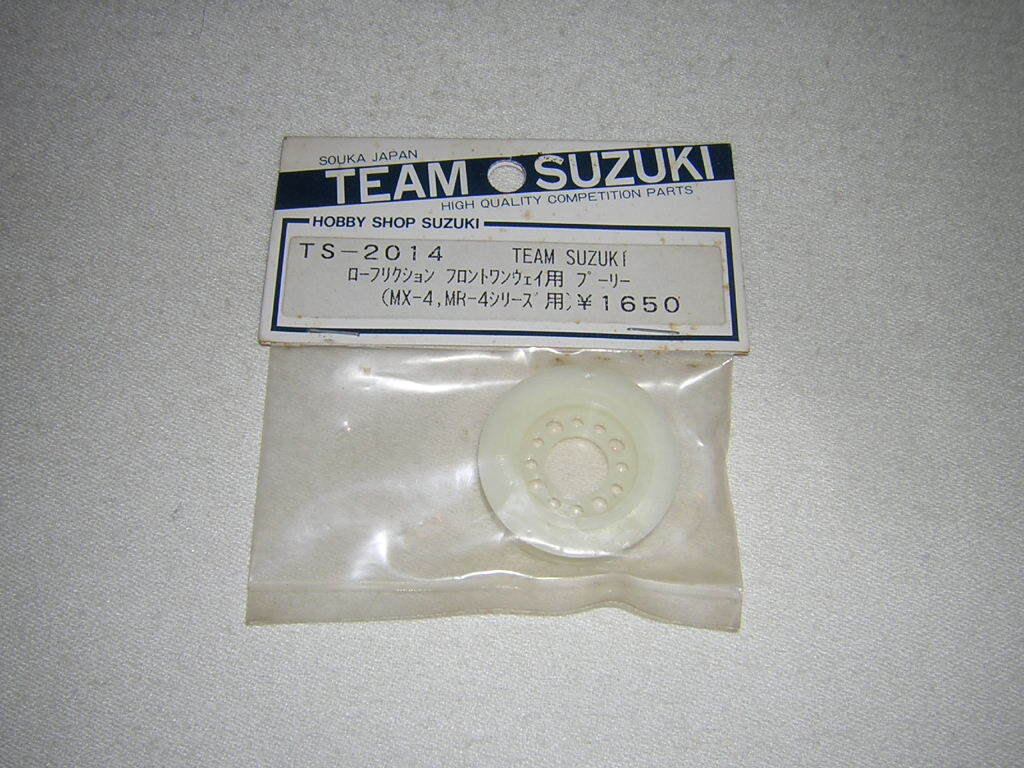 SOUKA JAPAN
TEAM SUZUKI
HIGH QUALITY COMPETITION PARTS
HOBBY SHOP SUZUKI
TS-2014 TEAM SUZUKI
ローフリクション フロントワンウェイ用 プーリー
(MX-4,MR-4シリーズ用)¥1650